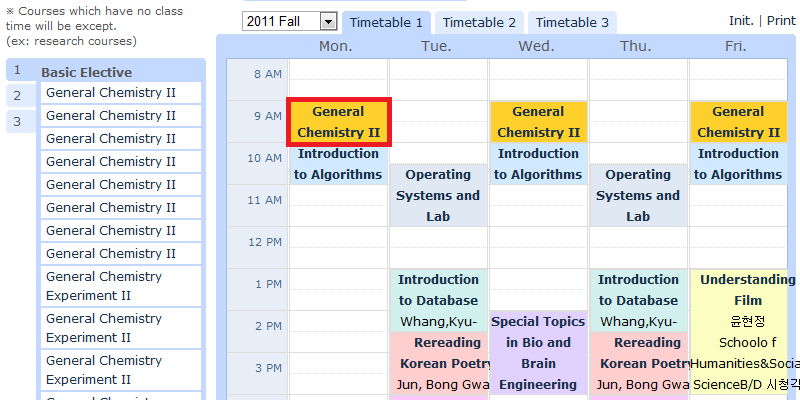 ※ Courses which have no class
time will be except.
(ex: research courses)
2011 Fall
Timetable 1
Timetable 2
Timetable 3
Init. | Print
1
2
3
Basic Elective
General Chemistry II
General Chemistry II
General Chemistry II
General Chemistry II
General Chemistry II
General Chemistry II
General Chemistry II
General Chemistry II
General Chemistry
Experiment II
General Chemistry
Experiment II
General Chemistry
Experiment II
Mon.
Tue.
Wed.
Thu.
Fri.
8 AM
9 AM
10 AM
11 AM
12 PM
1 PM
2 PM
3 PM
General
Chemistry II
Introduction
to Algorithms
Operating
Systems and
Lab
Introduction
to Database
Whang,Kyu-
Rereading
Korean Poetry
Jun, Bong Gwa
General
Chemistry II
Introduction
to Algorithms
Special Topics
in Bio and
Brain
Engineering
Operating
Systems and
Lab
Introduction
to Database
Whang,Kyu-
Rereading
Korean Poetry
Jun, Bong Gwa
General
Chemistry II
Introduction
to Algorithms
Understanding
Film
윤현정
Schoolo f
Humanities&Socia
ScienceB/D 시청각